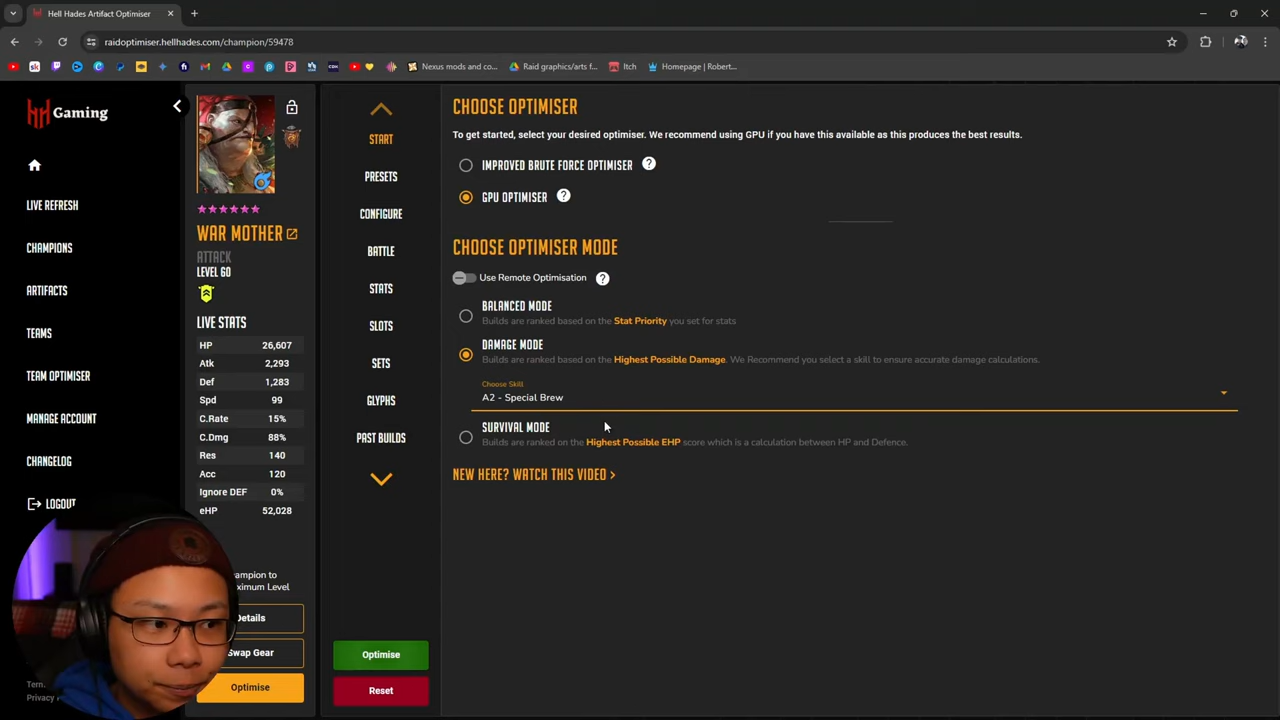 Hell Hades Artifact Optimiser
raidoptimiser.hellhades.com/champion/59478
Nexus mods and co...
Raid graphics/arts f...
Itch
Homepage | Robert...
Gaming
LIVE REFRESH
CHAMPIONS
ARTIFACTS
TEAMS
TEAM OPTIMISER
MANAGE ACCOUNT
CHANGELOG
LOGOUT
Privacy
WAR MOTHER
ATTACK
LEVEL 60
LIVE STATS
HP 26,607
Atk 2,293
Def 1,283
Spd 99
C.Rate 15%
C.Dmg 88%
Res 140
Acc 120
Ignore DEF 0%
eHP 52,028
champion to
Maximum Level
Details
Swap Gear
Optimise
START
PRESETS
CONFIGURE
BATTLE
STATS
SLOTS
SETS
GLYPHS
PAST BUILDS
Optimise
Reset
CHOOSE OPTIMISER
To get started, select your desired optimiser. We recommend using GPU if you have this available as this produces the best results.
IMPROVED BRUTE FORCE OPTIMISER ?
GPU OPTIMISER ?
CHOOSE OPTIMISER MODE
Use Remote Optimisation ?
BALANCED MODE
Builds are ranked based on the Stat Priority you set for stats
DAMAGE MODE
Builds are ranked based on the Highest Possible Damage. We Recommend you select a skill to ensure accurate damage calculations.
Choose Skill
A2 - Special Brew
SURVIVAL MODE
Builds are ranked on the Highest Possible EHP score which is a calculation between HP and Defence.
NEW HERE? WATCH THIS VIDEO >